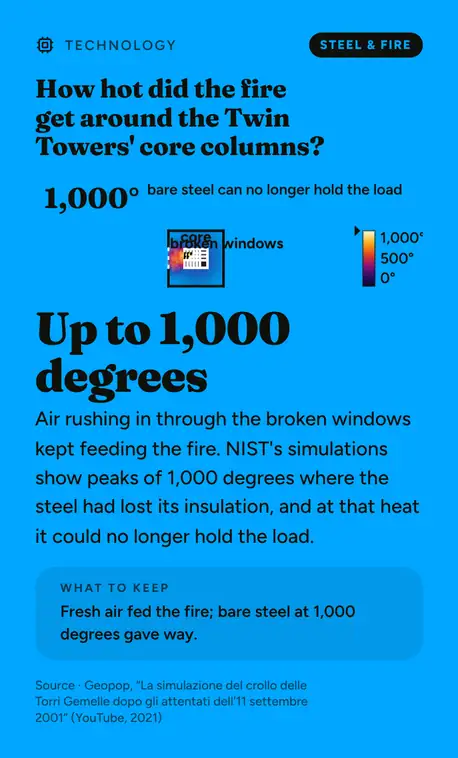 TECHNOLOGY
STEEL & FIRE
How hot did the fire
get around the Twin
Towers' core columns?
1,000° bare steel can no longer hold the load
core
broken windows
1,000°
500°
0°
Up to 1,000
degrees
Air rushing in through the broken windows
kept feeding the fire. NIST's simulations
show peaks of 1,000 degrees where the
steel had lost its insulation, and at that heat
it could no longer hold the load.
WHAT TO KEEP
Fresh air fed the fire; bare steel at 1,000
degrees gave way.
Source · Geopop, "La simulazione del crollo delle
Torri Gemelle dopo gli attentati dell'11 settembre
2001" (YouTube, 2021)